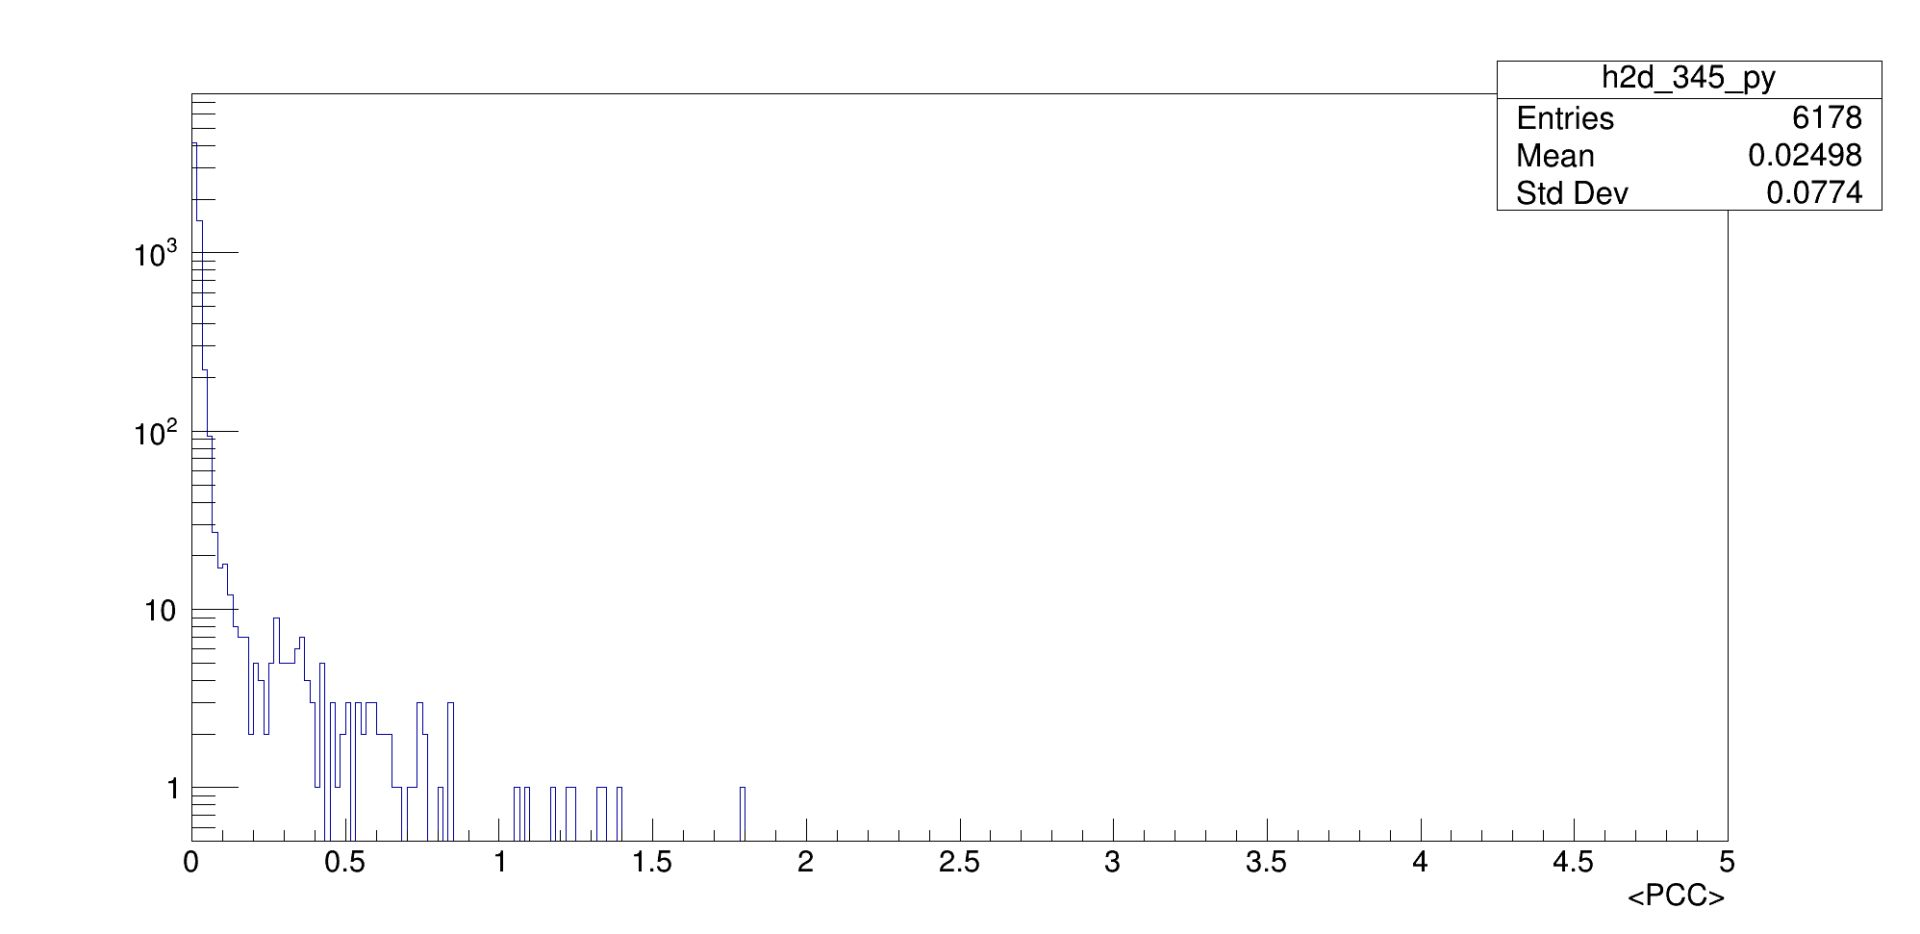 h2d_345_py
Entries 6178
Mean 0.02498
Std Dev 0.0774
10³
10²
10
1
0 0.5 1 1.5 2 2.5 3 3.5 4 4.5 5
<PCC>